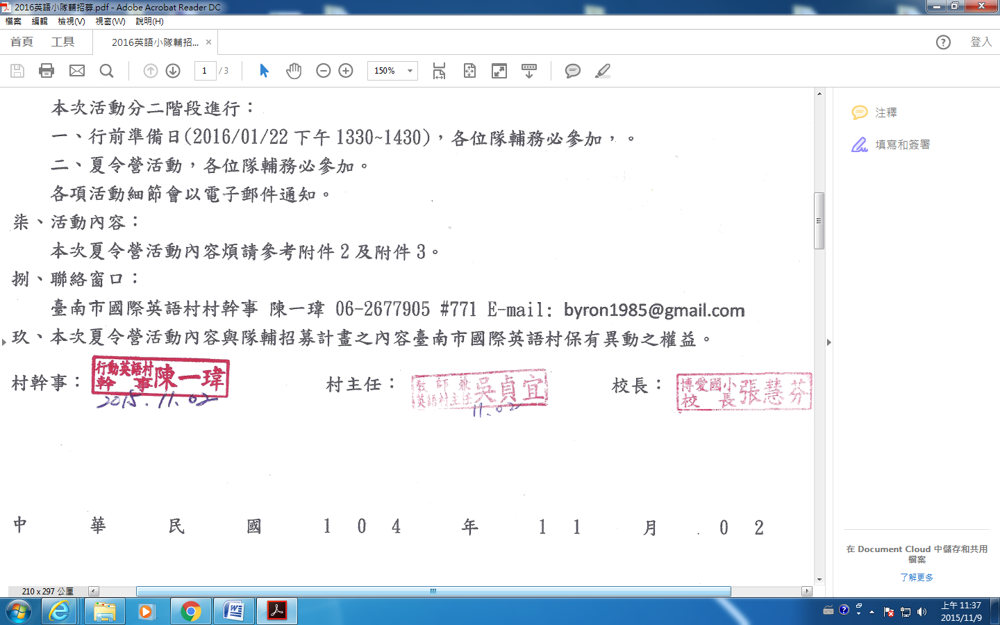 2016英語小隊輔招募.pdf - Adobe Acrobat Reader DC
檔案 編輯 檢視(V) 視窗(W) 說明(H)
首頁 工具 2016英語小隊輔招... × 登入
1 / 3 150%
本次活動分二階段進行：
一、行前準備日(2016/01/22 下午 1330~1430)，各位隊輔務必參加，。
二、夏令營活動，各位隊輔務必參加。
各項活動細節會以電子郵件通知。
柒、活動內容：
本次夏令營活動內容煩請參考附件 2 及附件 3。
捌、聯絡窗口：
臺南市國際英語村村幹事 陳一瑋 06-2677905 #771 E-mail: byron1985@gmail.com
玖、本次夏令營活動內容與隊輔招募計畫之內容臺南市國際英語村保有異動之權益。
村幹事： 行動英語村幹事 陳一瑋 村主任： 教師兼英語村主任 吳貞宜 校長： 博愛國小校長 張慧芬
2015.11.02 11.02
中 華 民 國 1 0 4 年 1 1 月 0 2
注釋
填寫和簽署
在 Document Cloud 中儲存和共用
檔案
了解更多
210 x 297 公厘
上午 11:37
2015/11/9